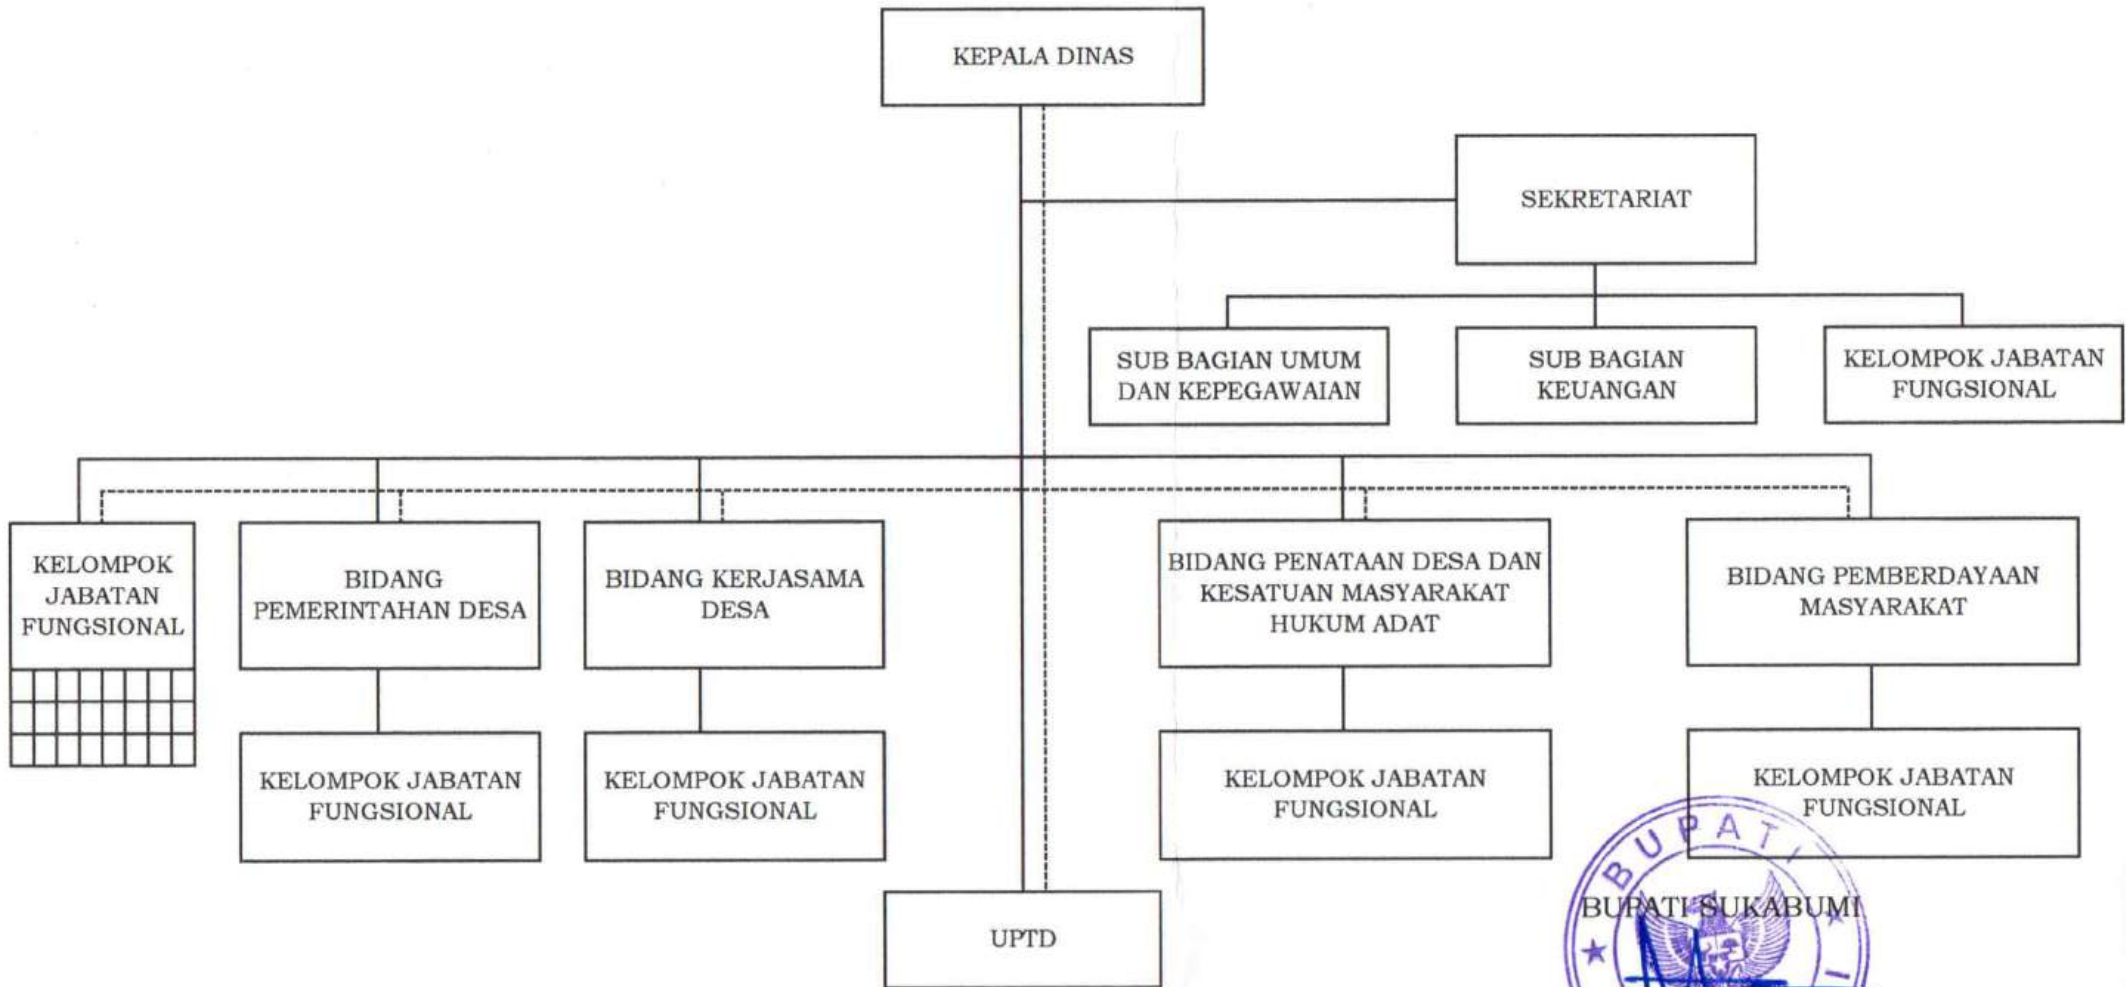 KEPALA DINAS
SEKRETARIAT
SUB BAGIAN UMUM
DAN KEPEGAWAIAN
SUB BAGIAN
KEUANGAN
KELOMPOK JABATAN
FUNGSIONAL
KELOMPOK
JABATAN
FUNGSIONAL
BIDANG
PEMERINTAHAN DESA
BIDANG KERJASAMA
DESA
BIDANG PENATAAN DESA DAN
KESATUAN MASYARAKAT
HUKUM ADAT
BIDANG PEMBERDAYAAN
MASYARAKAT
KELOMPOK JABATAN
FUNGSIONAL
KELOMPOK JABATAN
FUNGSIONAL
KELOMPOK JABATAN
FUNGSIONAL
KELOMPOK JABATAN
FUNGSIONAL
UPTD
BUPATI
BUPATI SUKABUMI